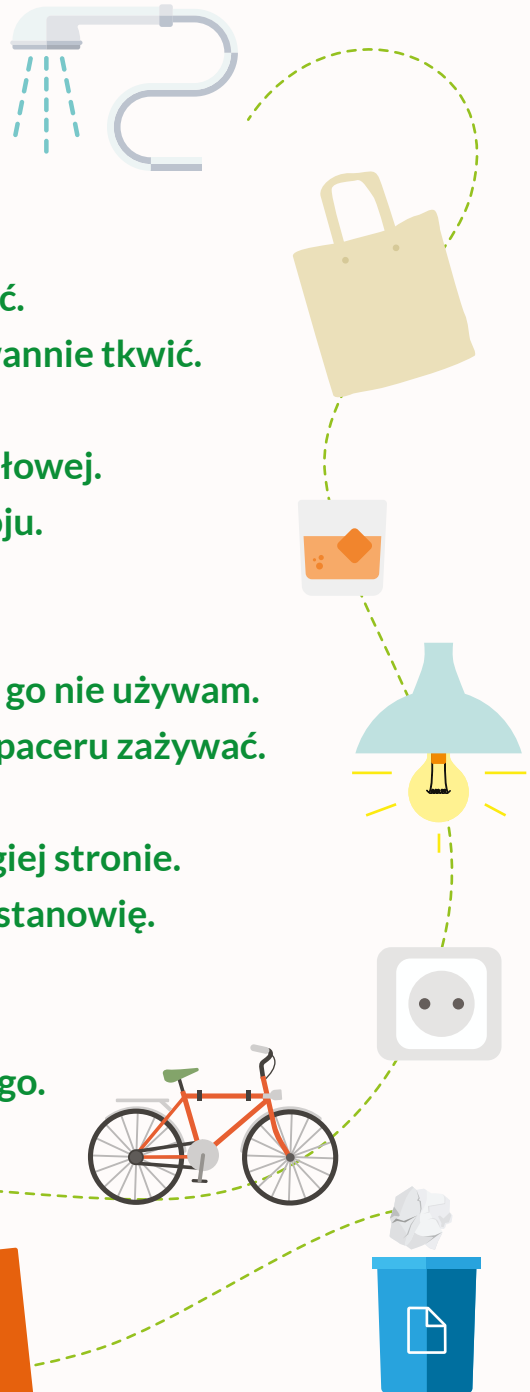 ć.
annie tkwić.
łowej.
ju.
go nie używam.
paceru zażywać.
giej stronie.
stanowię.
go.